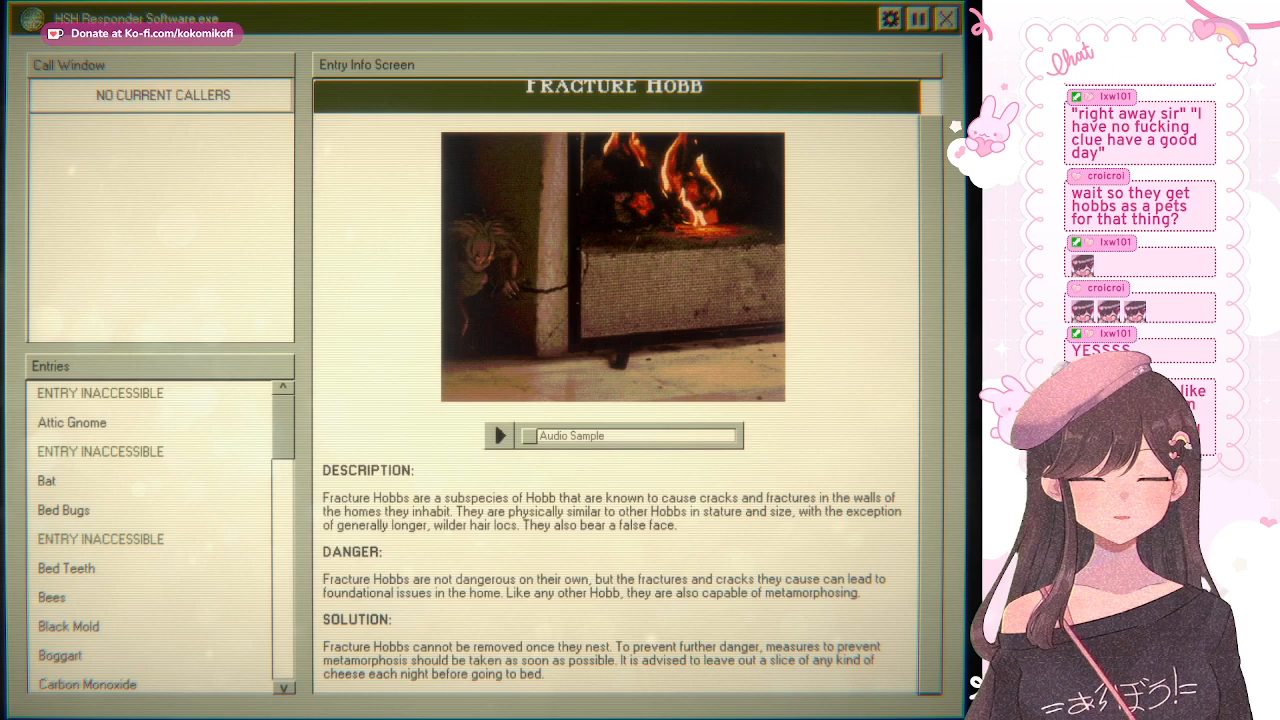 HSH Responder Software.exe
Donate at Ko-fi.com/kokomikofi
Call Window
NO CURRENT CALLERS
Entries
ENTRY INACCESSIBLE
Attic Gnome
ENTRY INACCESSIBLE
Bat
Bed Bugs
ENTRY INACCESSIBLE
Bed Teeth
Bees
Black Mold
Boggart
Carbon Monoxide
Entry Info Screen
FRACTURE HOBB
Audio Sample
DESCRIPTION:
Fracture Hobbs are a subspecies of Hobb that are known to cause cracks and fractures in the walls of
the homes they inhabit. They are physically similar to other Hobbs in stature and size, with the exception
of generally longer, wilder hair locs. They also bear a false face.
DANGER:
Fracture Hobbs are not dangerous on their own, but the fractures and cracks they cause can lead to
foundational issues in the home. Like any other Hobb, they are also capable of metamorphosing.
SOLUTION:
Fracture Hobbs cannot be removed once they nest. To prevent further danger, measures to prevent
metamorphosis should be taken as soon as possible. It is advised to leave out a slice of any kind of
cheese each night before going to bed.
Chat
lxw101
"right away sir" "I
have no fucking
clue have a good
day"
croicroi
wait so they get
hobbs as a pets
for that thing?
lxw101
croicroi
lxw101
YESSSS
like
=あそぼう!=